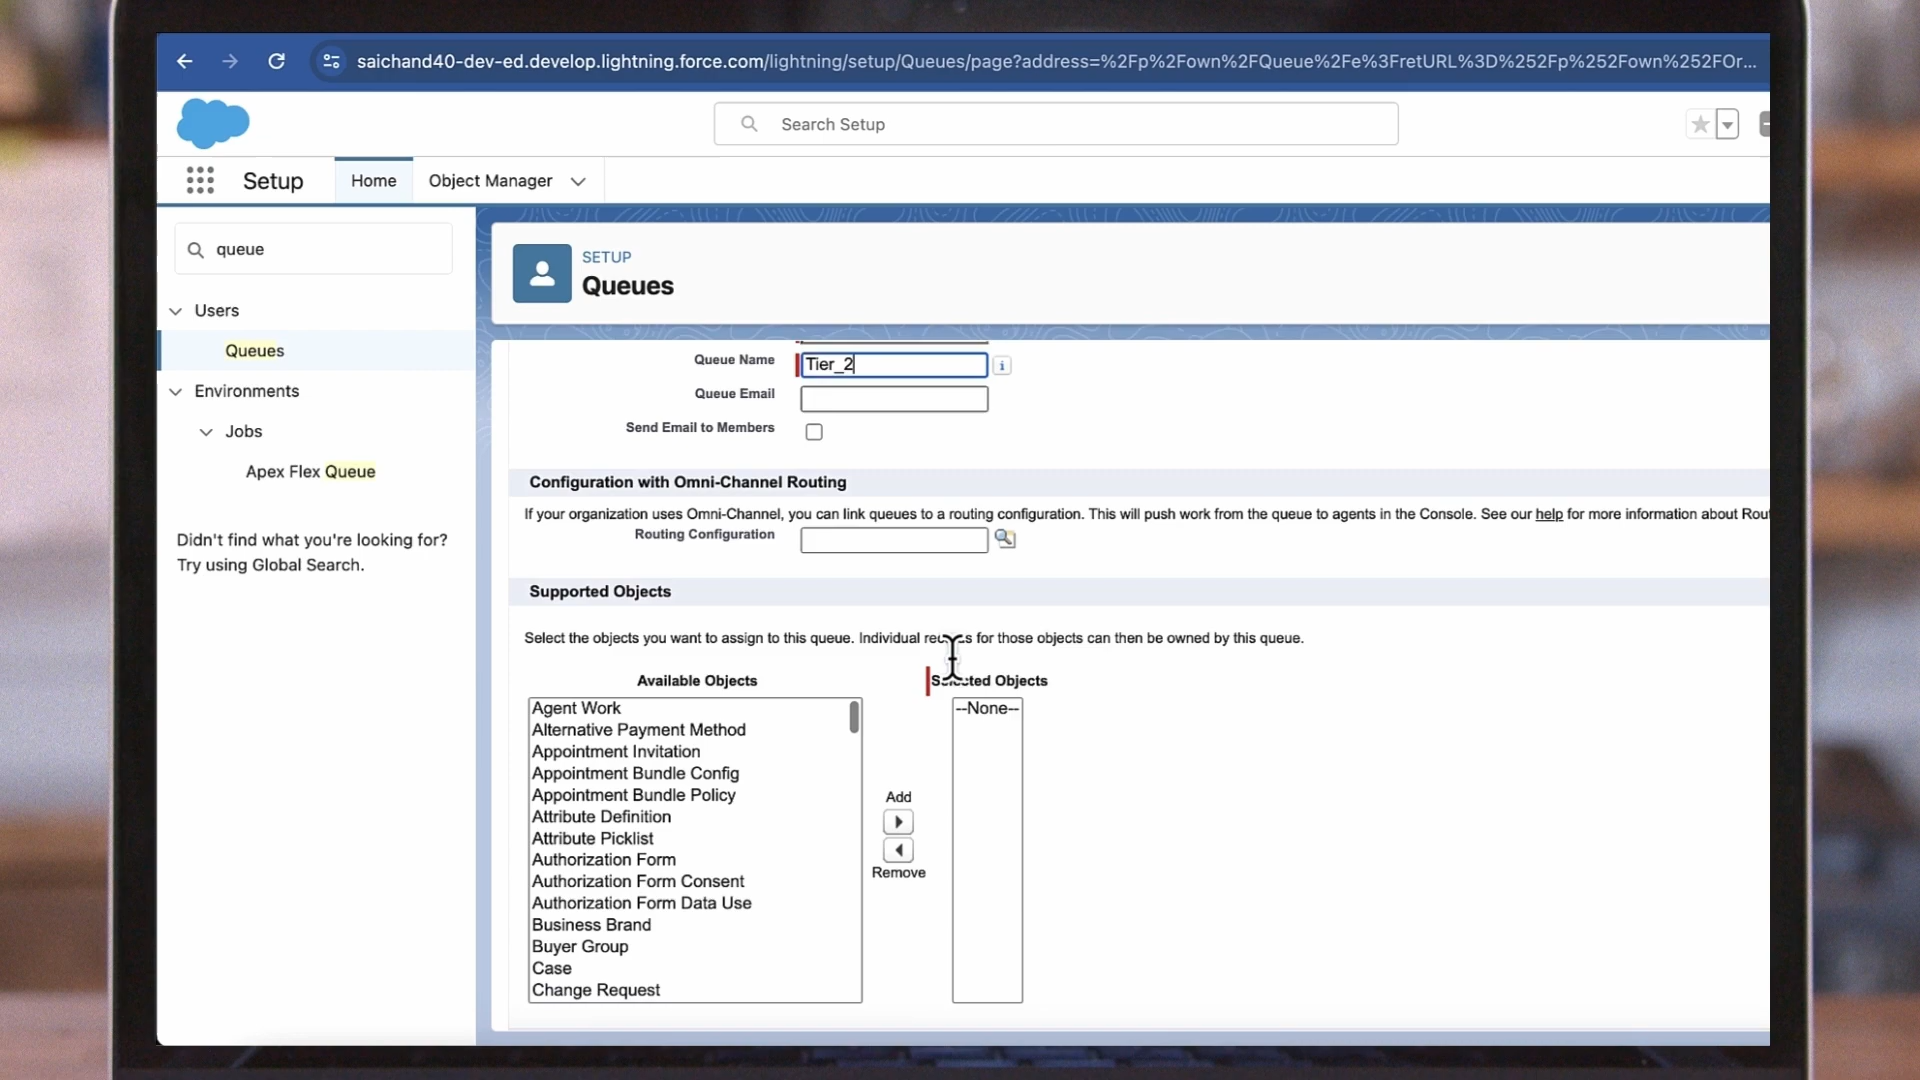 saichand40-dev-ed.develop.lightning.force.com/lightning/setup/Queues/page?address=%2Fp%2Fown%2FQueue%2Fe%3FretURL%3D%252Fp%252Fown%252FOr...
Search Setup
Setup
Home
Object Manager
queue
SETUP
Queues
Users
Queues
Environments
Jobs
Apex Flex Queue
Didn't find what you're looking for?
Try using Global Search.
Queue Name
Tier_2
Queue Email
Send Email to Members
Configuration with Omni-Channel Routing
If your organization uses Omni-Channel, you can link queues to a routing configuration. This will push work from the queue to agents in the Console. See our help for more information about Rou
Routing Configuration
Supported Objects
Select the objects you want to assign to this queue. Individual records for those objects can then be owned by this queue.
Available Objects
Selected Objects
Agent Work
Alternative Payment Method
Appointment Invitation
Appointment Bundle Config
Appointment Bundle Policy
Attribute Definition
Attribute Picklist
Authorization Form
Authorization Form Consent
Authorization Form Data Use
Business Brand
Buyer Group
Case
Change Request
Add
Remove
--None--